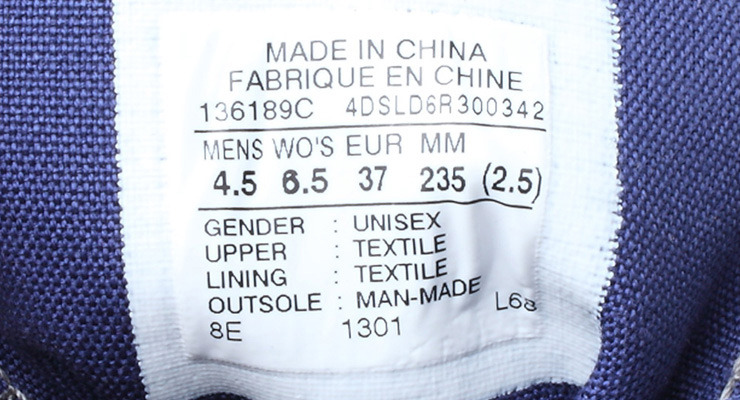 MADE IN CHINA
FABRIQUE EN CHINE
136189C 4DSLD6R300342
MENS WO'S EUR MM
4.5 6.5 37 235 (2.5)
GENDER : UNISEX
UPPER : TEXTILE
LINING : TEXTILE
OUTSOLE : MAN-MADE L68
8E 1301